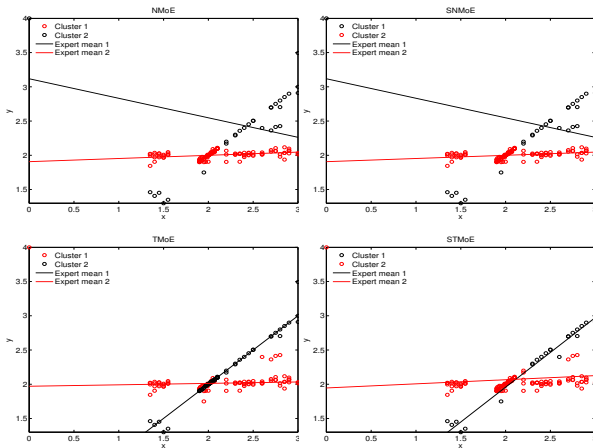 NMoE
4
3.5
3
2.5
2
1.5
y
0
0.5
1
1.5
2
2.5
3
x
Cluster 1
Cluster 2
Expert mean 1
Expert mean 2
SNMoE
4
3.5
3
2.5
2
1.5
y
0
0.5
1
1.5
2
2.5
3
x
Cluster 1
Cluster 2
Expert mean 1
Expert mean 2
TMoE
4
3.5
3
2.5
2
1.5
y
0
0.5
1
1.5
2
2.5
3
x
Cluster 1
Cluster 2
Expert mean 1
Expert mean 2
STMoE
4
3.5
3
2.5
2
1.5
y
0
0.5
1
1.5
2
2.5
3
x
Cluster 1
Cluster 2
Expert mean 1
Expert mean 2